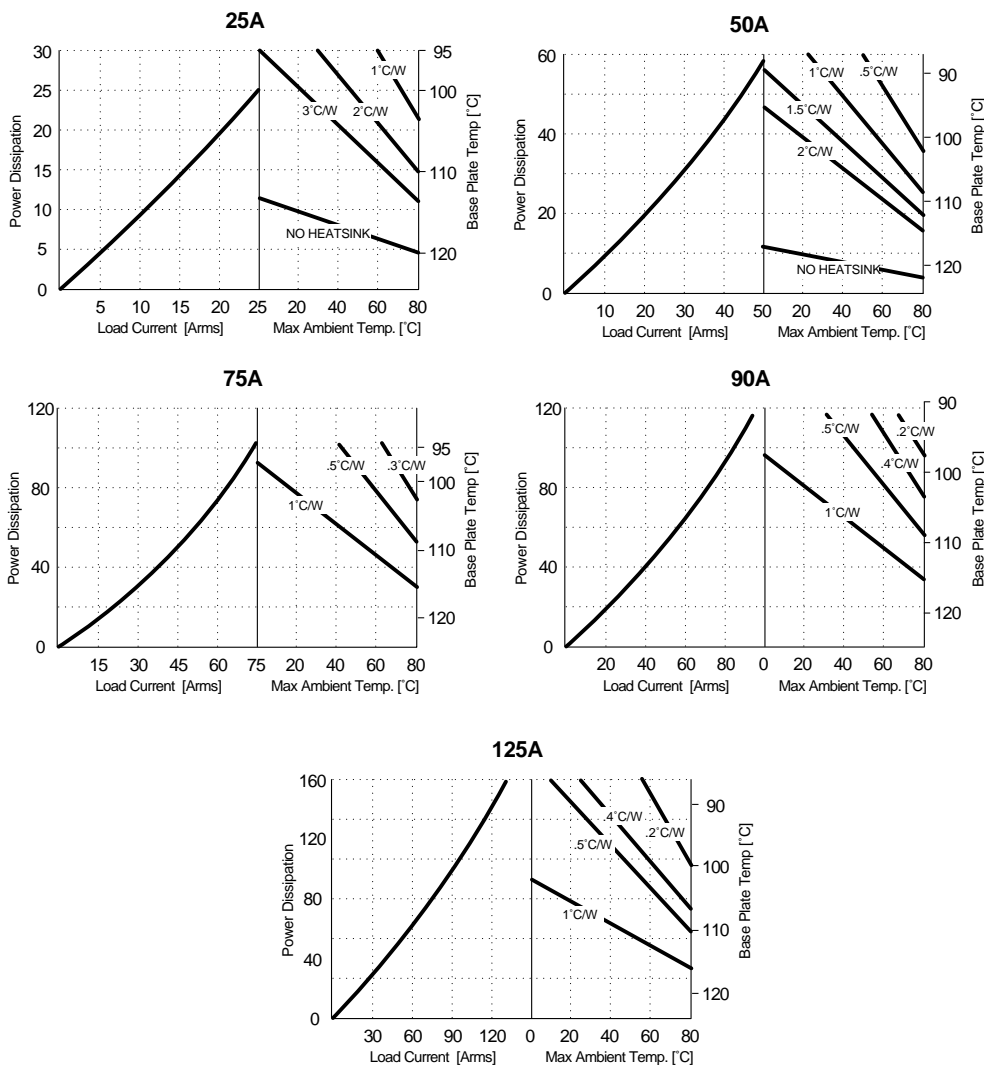 25A
Power Dissipation
30
25
20
15
10
5
0
5 10 15 20 25 20 40 60 80
Load Current [Arms]
Max Ambient Temp. [˚C]
1˚C/W
2˚C/W
3˚C/W
NO HEATSINK
95
100
110
120
Base Plate Temp [˚C]
50A
Power Dissipation
60
40
20
0
10 20 30 40 50 20 40 60 80
Load Current [Arms]
Max Ambient Temp. [˚C]
.5˚C/W
1˚C/W
1.5˚C/W
2˚C/W
NO HEATSINK
90
100
110
120
Base Plate Temp [˚C]
75A
Power Dissipation
120
80
40
0
15 30 45 60 75 20 40 60 80
Load Current [Arms]
Max Ambient Temp. [˚C]
.5˚C/W
.3˚C/W
1˚C/W
95
100
110
120
Base Plate Temp [˚C]
90A
Power Dissipation
120
80
40
0
20 40 60 80 0 20 40 60 80
Load Current [Arms]
Max Ambient Temp. [˚C]
.5˚C/W
.2˚C/W
.4˚C/W
1˚C/W
90
100
110
120
Base Plate Temp [˚C]
125A
Power Dissipation
160
120
80
40
0
30 60 90 120 0 20 40 60 80
Load Current [Arms]
Max Ambient Temp. [˚C]
.4˚C/W
.2˚C/W
.5˚C/W
1˚C/W
90
100
110
120
Base Plate Temp [˚C]